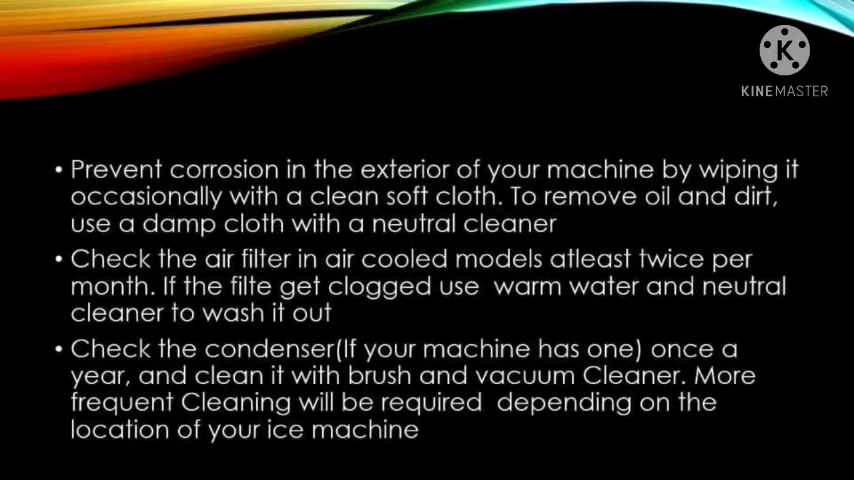 K
KINEMASTER
• Prevent corrosion in the exterior of your machine by wiping it
occasionally with a clean soft cloth. To remove oil and dirt,
use a damp cloth with a neutral cleaner
• Check the air filter in air cooled models atleast twice per
month. If the filte get clogged use warm water and neutral
cleaner to wash it out
• Check the condenser(If your machine has one) once a
year, and clean it with brush and vacuum Cleaner. More
frequent Cleaning will be required depending on the
location of your ice machine